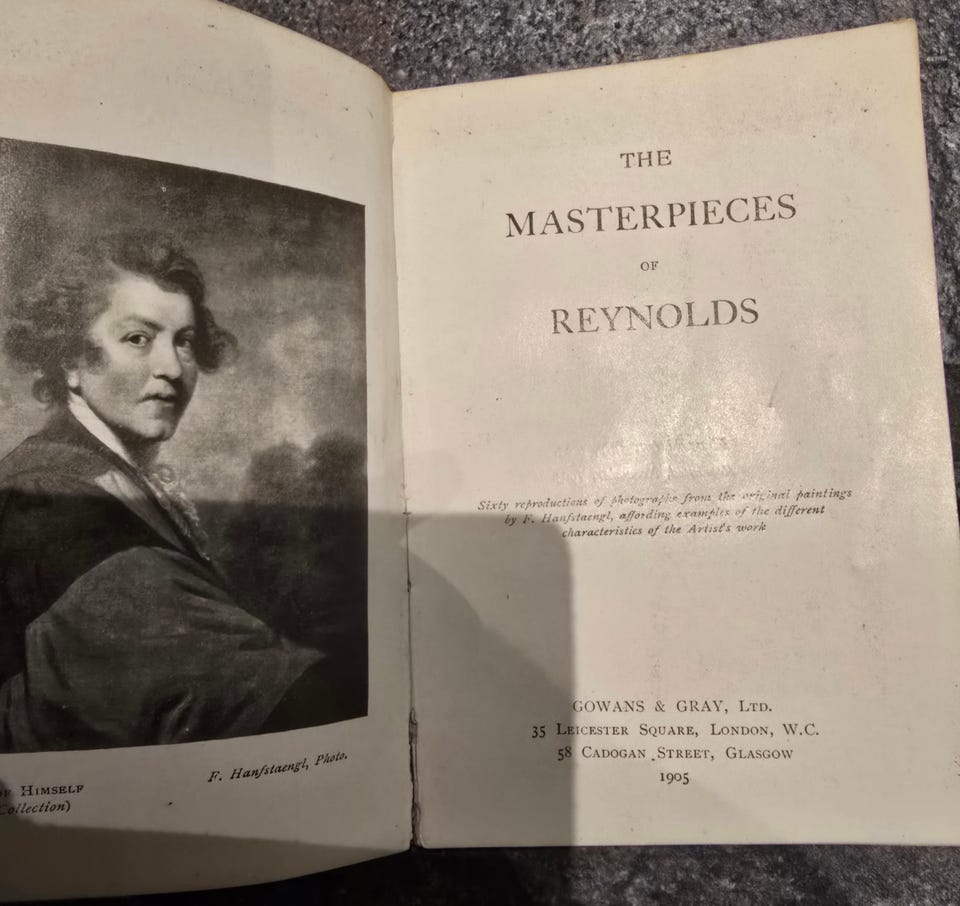 F. Hanfstaengl, Photo.
OF HIMSELF
Collection)
THE
MASTERPIECES
OF
REYNOLDS
Sixty reproductions of photographs from the original paintings
by F. Hanfstaengl, affording examples of the different
characteristics of the Artist's work
GOWANS & GRAY, LTD.
35 LEICESTER SQUARE, LONDON, W.C.
58 CADOGAN STREET, GLASGOW
1905